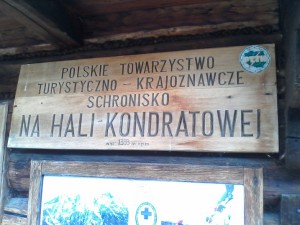 POLSKIE TOWARZYSTWO
TURYSTYCZNO – KRAJOZNAWCZE
SCHRONISKO
NA HALI KONDRATOWEJ